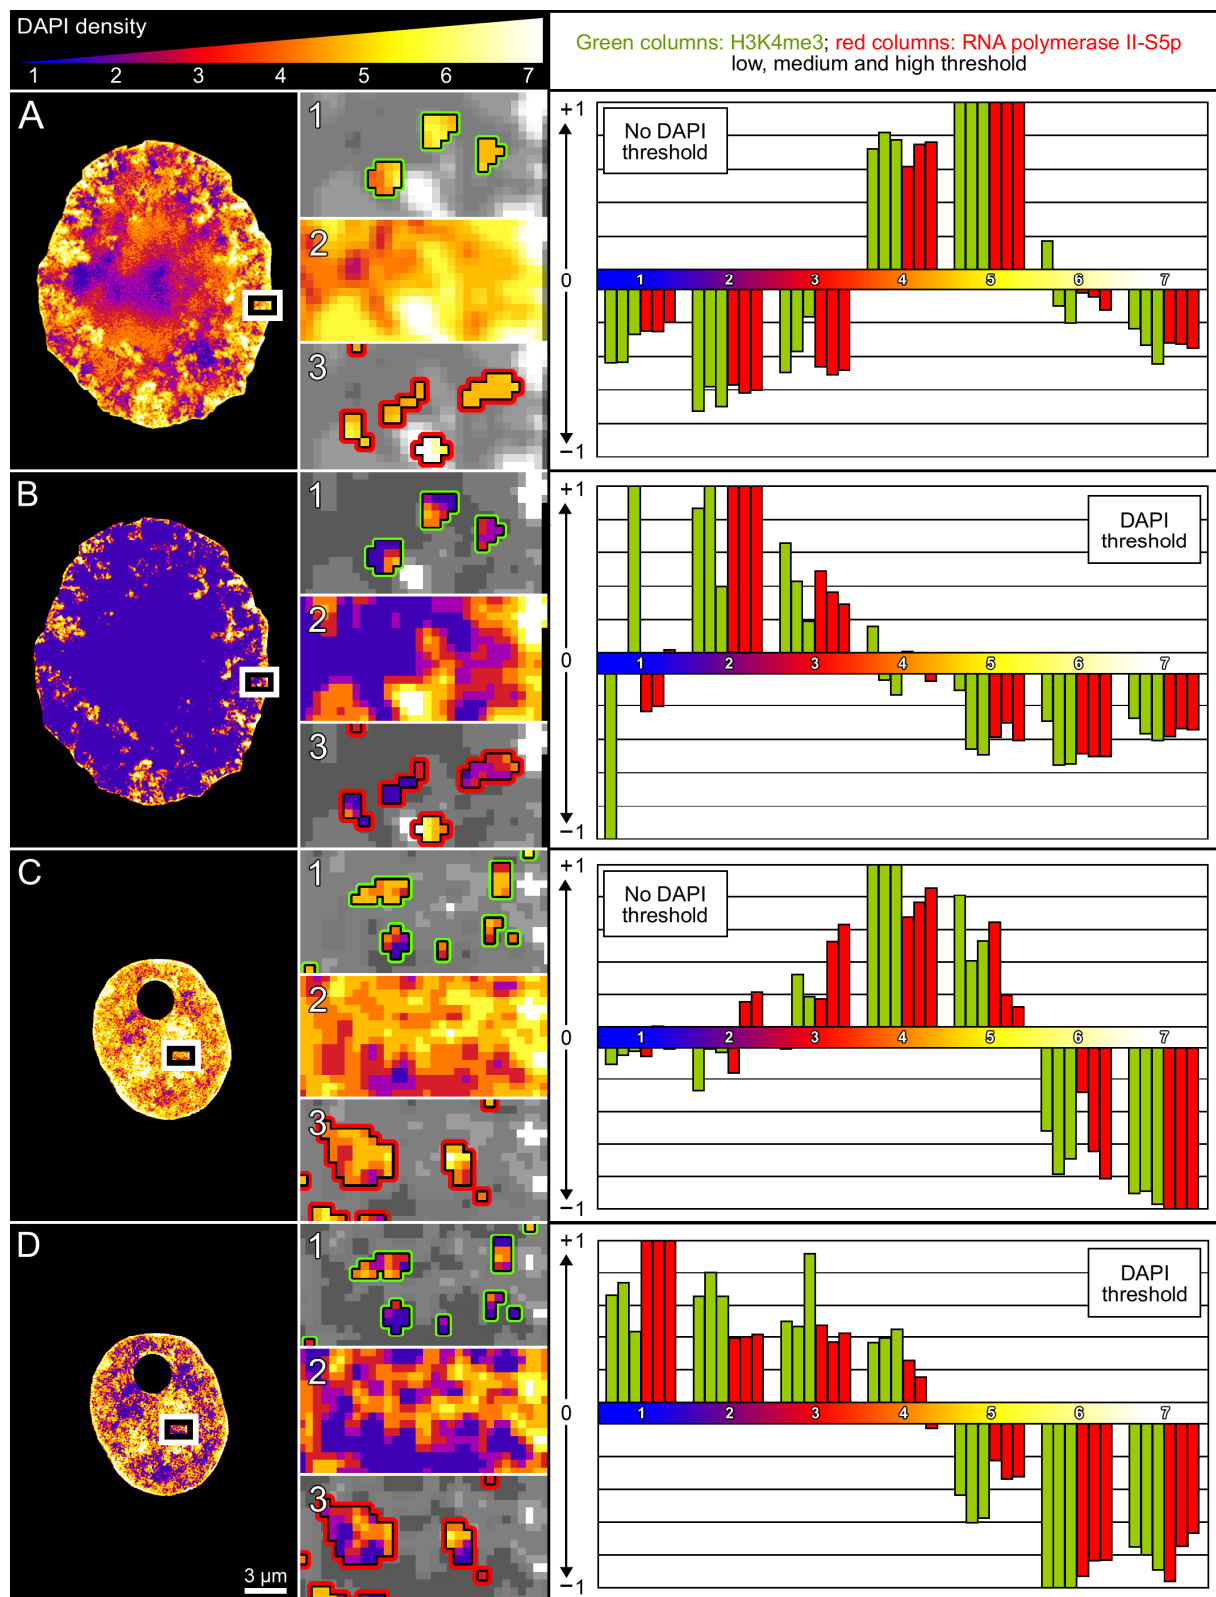 DAPI density
1 2 3 4 5 6 7
Green columns: H3K4me3; red columns: RNA polymerase II-S5p
low, medium and high threshold
A
1
2
3
+1
0
−1
No DAPI
threshold
1 2 3 4 5 6 7
B
1
2
3
+1
0
−1
DAPI
threshold
1 2 3 4 5 6 7
C
1
2
3
+1
0
−1
No DAPI
threshold
1 2 3 4 5 6 7
D
1
2
3
3 µm
+1
0
−1
DAPI
threshold
1 2 3 4 5 6 7